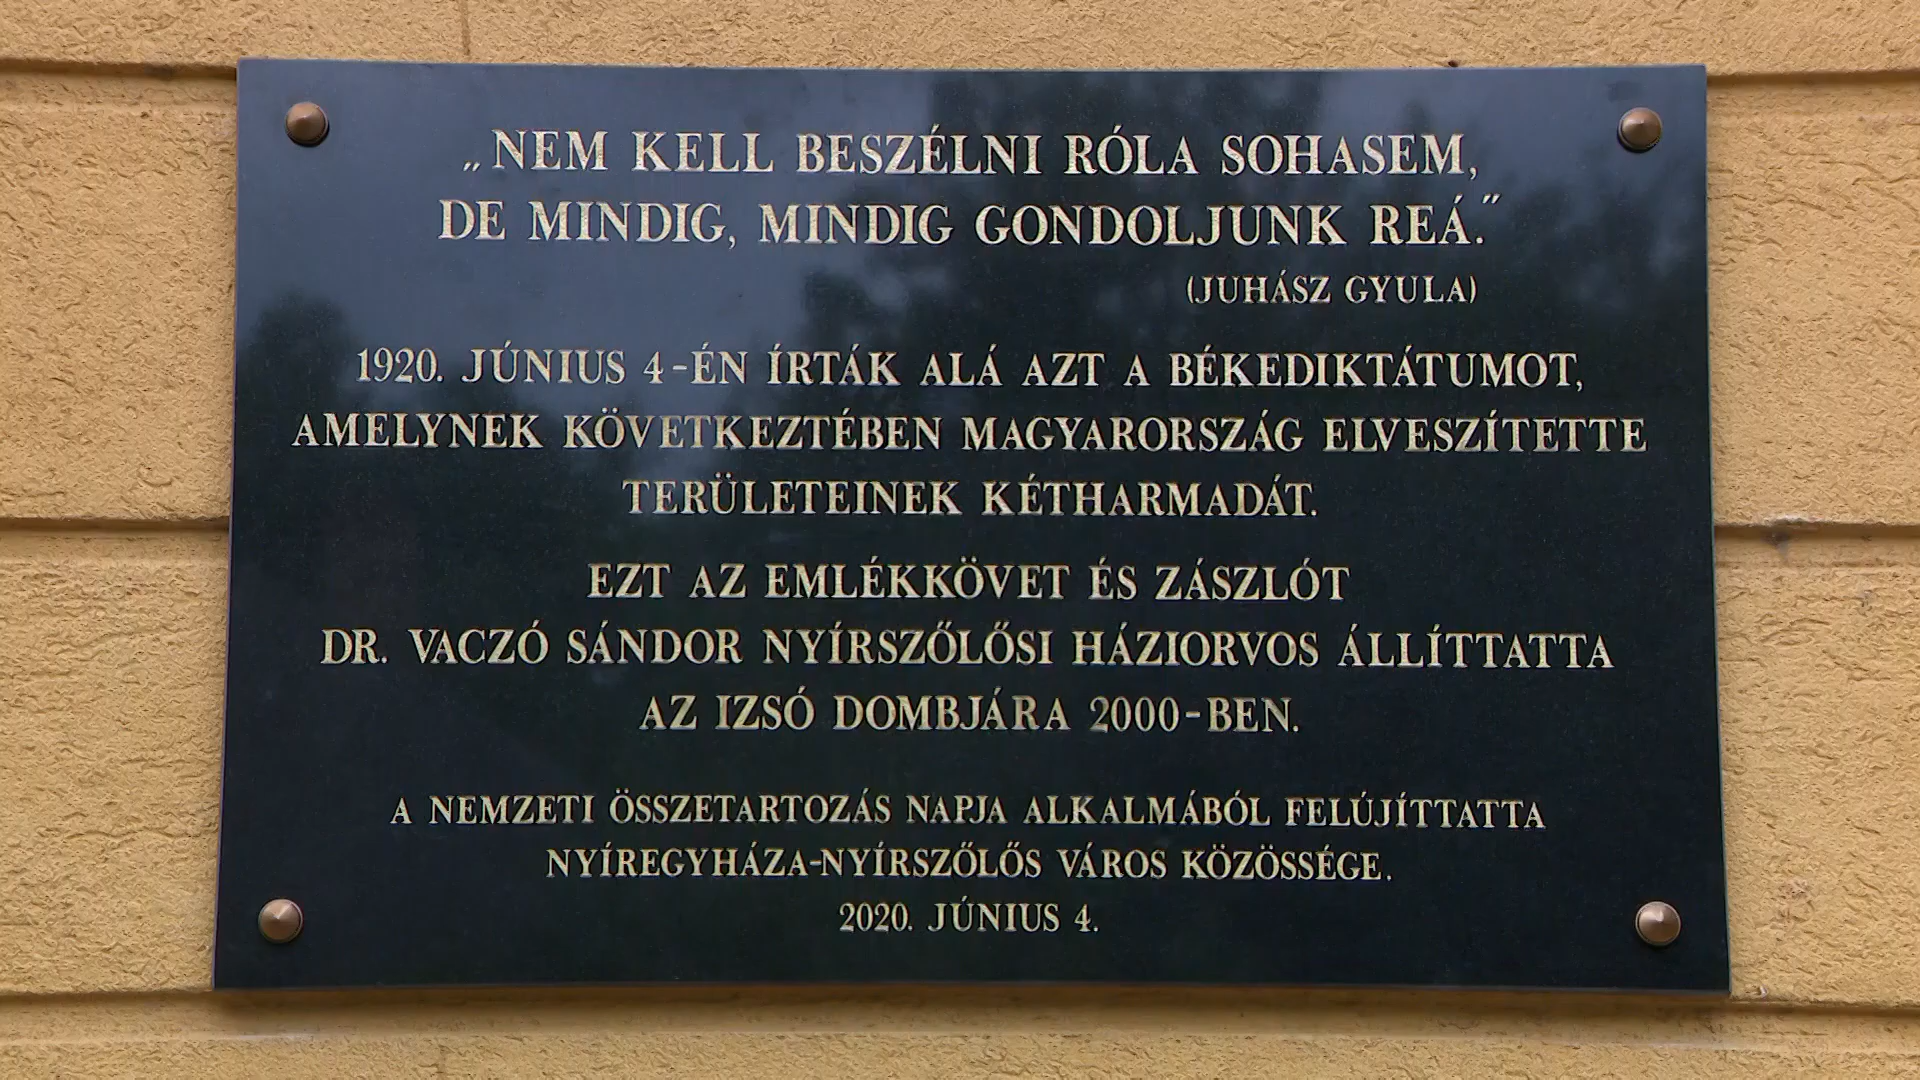 „NEM KELL BESZÉLNI RÓLA SOHASEM,
DE MINDIG, MINDIG GONDOLJUNK REÁ.”
(JUHÁSZ GYULA)
1920. JÚNIUS 4-ÉN ÍRTÁK ALÁ AZT A BÉKEDIKTÁTUMOT,
AMELYNEK KÖVETKEZTÉBEN MAGYARORSZÁG ELVESZÍTETTE
TERÜLETEINEK KÉTHARMADÁT.
EZT AZ EMLÉKKÖVET ÉS ZÁSZLÓT
DR. VACZÓ SÁNDOR NYÍRSZŐLŐSI HÁZIORVOS ÁLLÍTTATTA
AZ IZSÓ DOMBJÁRA 2000-BEN.
A NEMZETI ÖSSZETARTOZÁS NAPJA ALKALMÁBÓL FELÚJÍTTATTA
NYÍREGYHÁZA-NYÍRSZŐLŐS VÁROS KÖZÖSSÉGE.
2020. JÚNIUS 4.